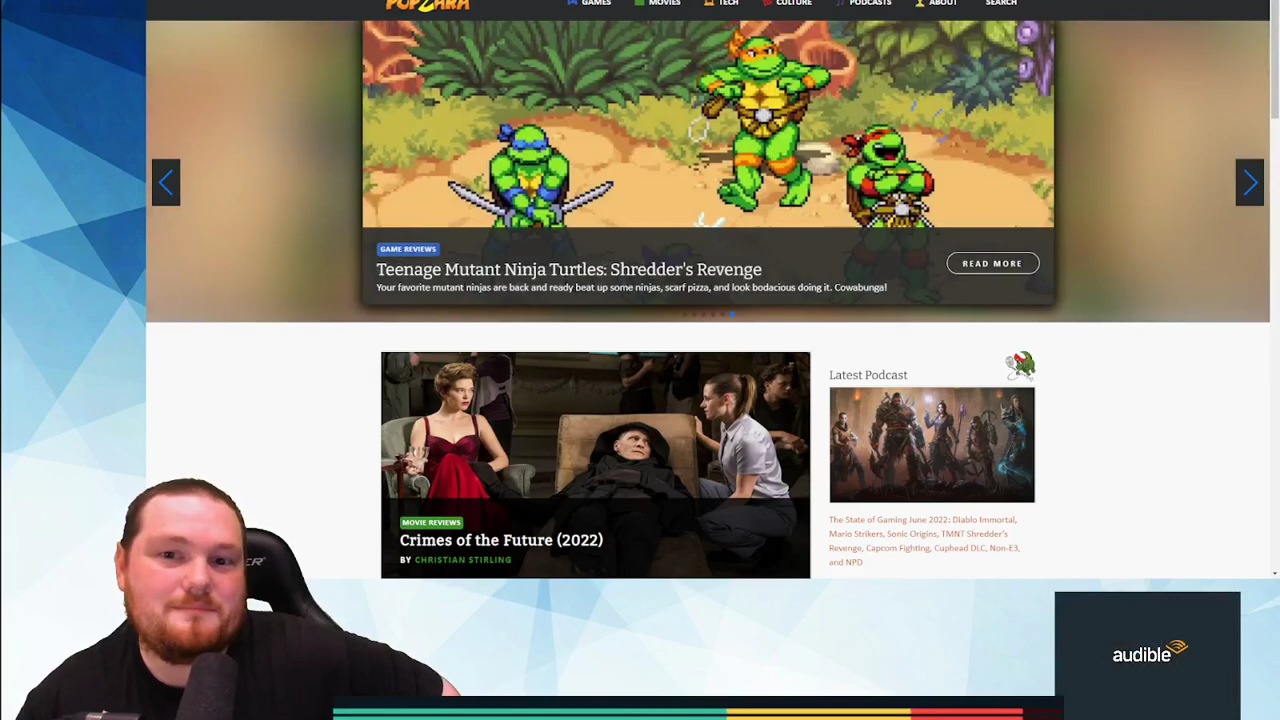 POPZARA
GAMES
MOVIES
TECH
CULTURE
PODCASTS
ABOUT
SEARCH
GAME REVIEWS
Teenage Mutant Ninja Turtles: Shredder's Revenge
Your favorite mutant ninjas are back and ready beat up some ninjas, scarf pizza, and look bodacious doing it. Cowabunga!
READ MORE
MOVIE REVIEWS
Crimes of the Future (2022)
BY CHRISTIAN STIRLING
Latest Podcast
The State of Gaming June 2022: Diablo Immortal,
Mario Strikers, Sonic Origins, TMNT Shredder's
Revenge, Capcom Fighting, Cuphead DLC, Non-E3,
and NPD
audible